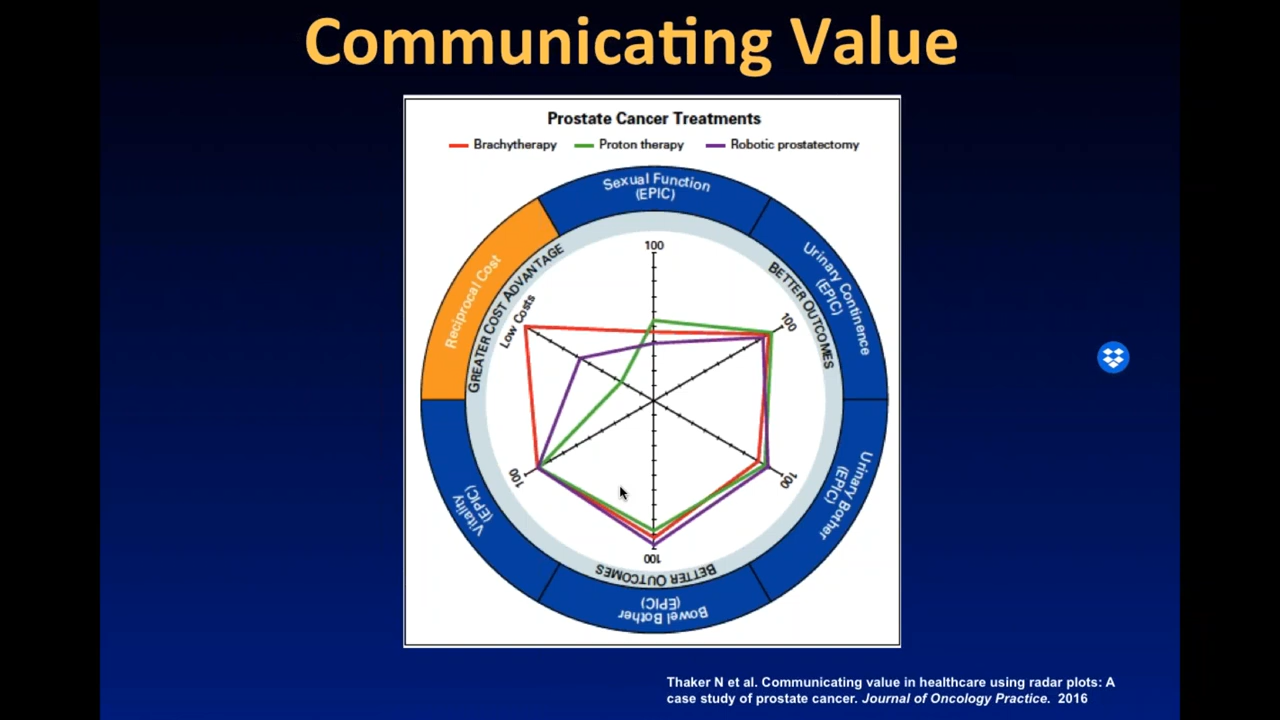 Communicating Value
Prostate Cancer Treatments
Brachytherapy Proton therapy Robotic prostatectomy
Sexual Function
(EPIC)
Urinary Continence
(EPIC)
Urinary Bother
(EPIC)
Bowel Bother
(EPIC)
Vitality
(EPIC)
Reciprocal Cost
GREATER COST ADVANTAGE
BETTER OUTCOMES
BETTER OUTCOMES
Low Costs
100
100
100
100
100
Thaker N et al. Communicating value in healthcare using radar plots: A
case study of prostate cancer. Journal of Oncology Practice. 2016